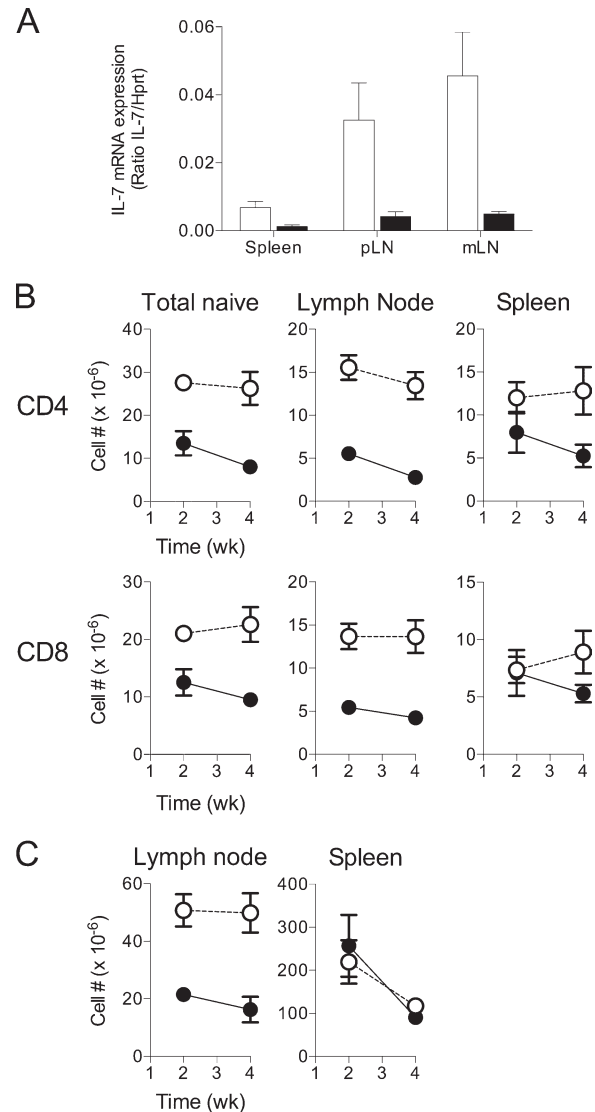 A
IL-7 mRNA expression
(Ratio IL-7/Hprt)
0.06
0.04
0.02
0.00
Spleen pLN mLN
B
Total naive Lymph Node Spleen
CD4
Cell # (x 10-6)
40
30
20
10
0
1 2 3 4
20
15
10
5
0
1 2 3 4
20
15
10
5
0
1 2 3 4
Time (wk)
CD8
Cell # (x 10-6)
30
20
10
0
1 2 3 4
20
15
10
5
0
1 2 3 4
15
10
5
0
1 2 3 4
Time (wk)
C
Lymph node Spleen
Cell # (x 10-6)
60
40
20
0
1 2 3 4
400
300
200
100
0
1 2 3 4
Time (wk)